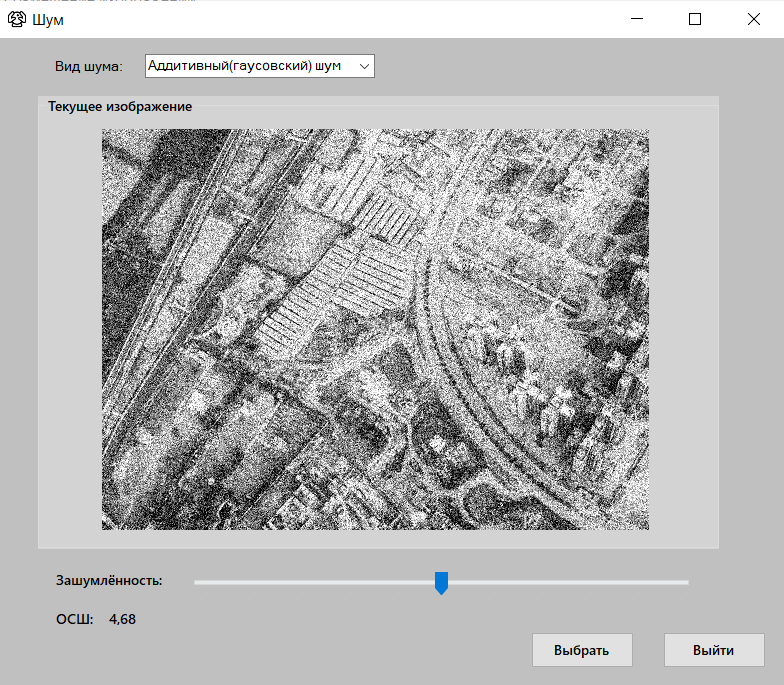 Шум
Вид шума: Аддитивный(гаусовский) шум
Текущее изображение
Зашумлённость:
ОСШ: 4,68
Выбрать Выйти